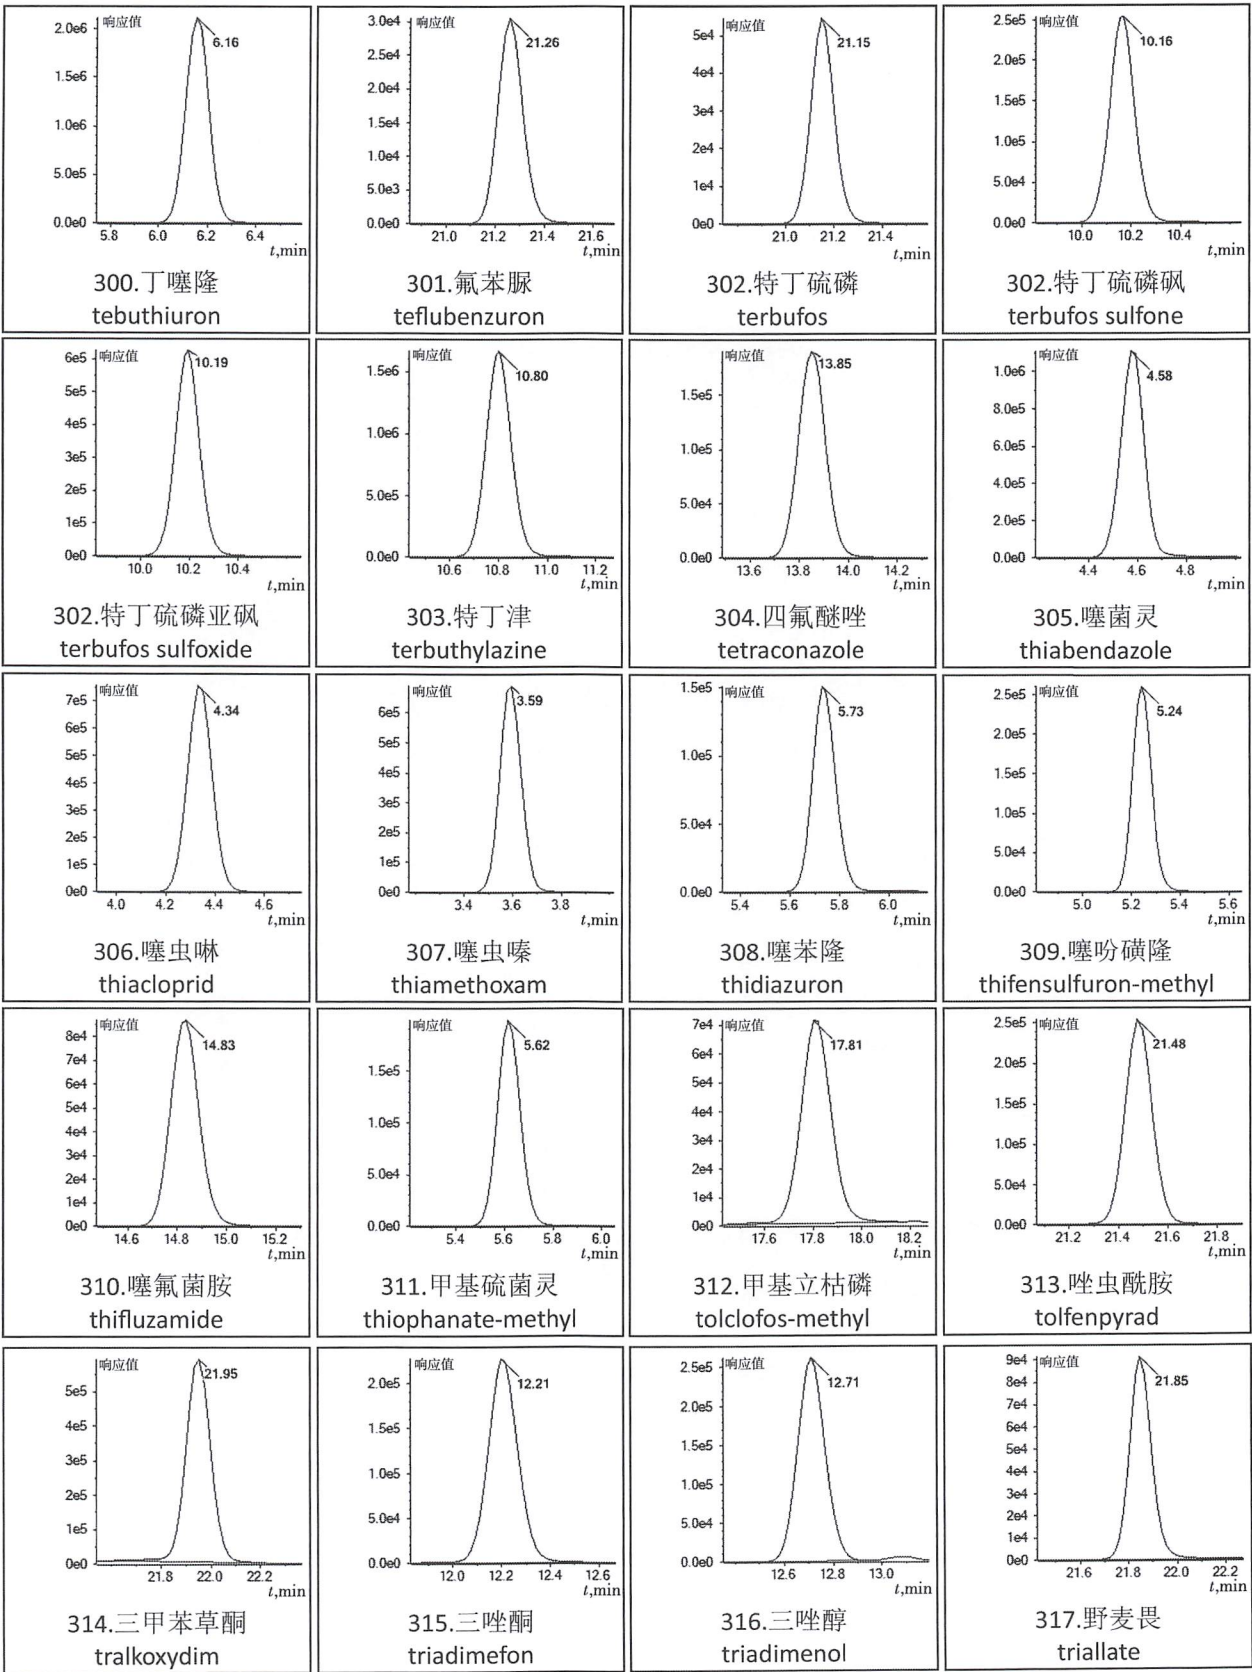 响应值
6.16
2.0e6
1.5e6
1.0e6
5.0e5
0.0e0
5.8 6.0 6.2 6.4
t,min
300.丁噻隆
tebuthiuron
响应值
21.26
3.0e4
2.5e4
2.0e4
1.5e4
1.0e4
5.0e3
0.0e0
21.0 21.2 21.4 21.6
t,min
301.氟苯脲
teflubenzuron
响应值
21.15
5e4
4e4
3e4
2e4
1e4
0e0
21.0 21.2 21.4
t,min
302.特丁硫磷
terbufos
响应值
10.16
2.5e5
2.0e5
1.5e5
1.0e5
5.0e4
0.0e0
10.0 10.2 10.4
t,min
302.特丁硫磷砜
terbufos sulfone
响应值
10.19
6e5
5e5
4e5
3e5
2e5
1e5
0e0
10.0 10.2 10.4
t,min
302.特丁硫磷亚砜
terbufos sulfoxide
响应值
10.80
1.5e6
1.0e6
5.0e5
0.0e0
10.6 10.8 11.0 11.2
t,min
303.特丁津
terbuthylazine
响应值
13.85
1.5e5
1.0e5
5.0e4
0.0e0
13.6 13.8 14.0 14.2
t,min
304.四氟醚唑
tetraconazole
响应值
4.58
1.0e6
8.0e5
6.0e5
4.0e5
2.0e5
0.0e0
4.4 4.6 4.8
t,min
305.噻菌灵
thiabendazole
响应值
4.34
7e5
6e5
5e5
4e5
3e5
2e5
1e5
0e0
4.0 4.2 4.4 4.6
t,min
306.噻虫啉
thiacloprid
响应值
3.59
6e5
5e5
4e5
3e5
2e5
1e5
0e0
3.4 3.6 3.8
t,min
307.噻虫嗪
thiamethoxam
响应值
5.73
1.5e5
1.0e5
5.0e4
0.0e0
5.4 5.6 5.8 6.0
t,min
308.噻苯隆
thidiazuron
响应值
5.24
2.5e5
2.0e5
1.5e5
1.0e5
5.0e4
0.0e0
5.0 5.2 5.4 5.6
t,min
309.噻吩磺隆
thifensulfuron-methyl
响应值
14.83
8e4
7e4
6e4
5e4
4e4
3e4
2e4
1e4
0e0
14.6 14.8 15.0 15.2
t,min
310.噻氟菌胺
thifluzamide
响应值
5.62
1.5e5
1.0e5
5.0e4
0.0e0
5.4 5.6 5.8 6.0
t,min
311.甲基硫菌灵
thiophanate-methyl
响应值
17.81
7e4
6e4
5e4
4e4
3e4
2e4
1e4
0e0
17.6 17.8 18.0 18.2
t,min
312.甲基立枯磷
tolclofos-methyl
响应值
21.48
2.5e5
2.0e5
1.5e5
1.0e5
5.0e4
0.0e0
21.2 21.4 21.6 21.8
t,min
313.唑虫酰胺
tolfenpyrad
响应值
21.95
5e5
4e5
3e5
2e5
1e5
0e0
21.8 22.0 22.2
t,min
314.三甲苯草酮
tralkoxydim
响应值
12.21
2.0e5
1.5e5
1.0e5
5.0e4
0.0e0
12.0 12.2 12.4 12.6
t,min
315.三唑酮
triadimefon
响应值
12.71
2.5e5
2.0e5
1.5e5
1.0e5
5.0e4
0.0e0
12.6 12.8 13.0
t,min
316.三唑醇
triadimenol
响应值
21.85
9e4
8e4
7e4
6e4
5e4
4e4
3e4
2e4
1e4
0e0
21.6 21.8 22.0 22.2
t,min
317.野麦畏
triallate